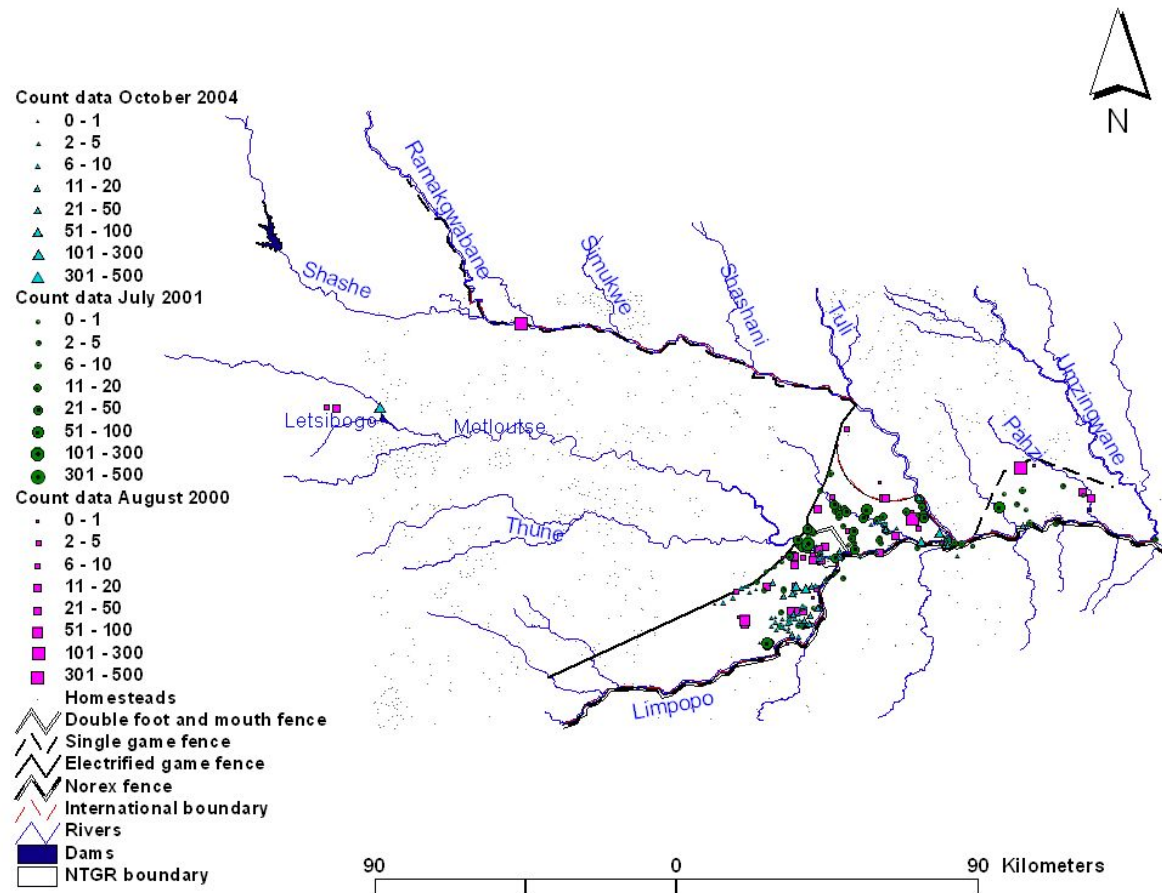 N
Count data October 2004
0 - 1
2 - 5
6 - 10
11 - 20
21 - 50
51 - 100
101 - 300
301 - 500
Count data July 2001
0 - 1
2 - 5
6 - 10
11 - 20
21 - 50
51 - 100
101 - 300
301 - 500
Count data August 2000
0 - 1
2 - 5
6 - 10
11 - 20
21 - 50
51 - 100
101 - 300
301 - 500
Homesteads
Double foot and mouth fence
Single game fence
Electrified game fence
Norex fence
International boundary
Rivers
Dams
NTGR boundary
Ramakgwabane
Shashe
Simukwe
Shashani
Tuli
Umzingwane
Pahzi
Letsibogo
Motloutse
Thune
Limpopo
90 0 90 Kilometers